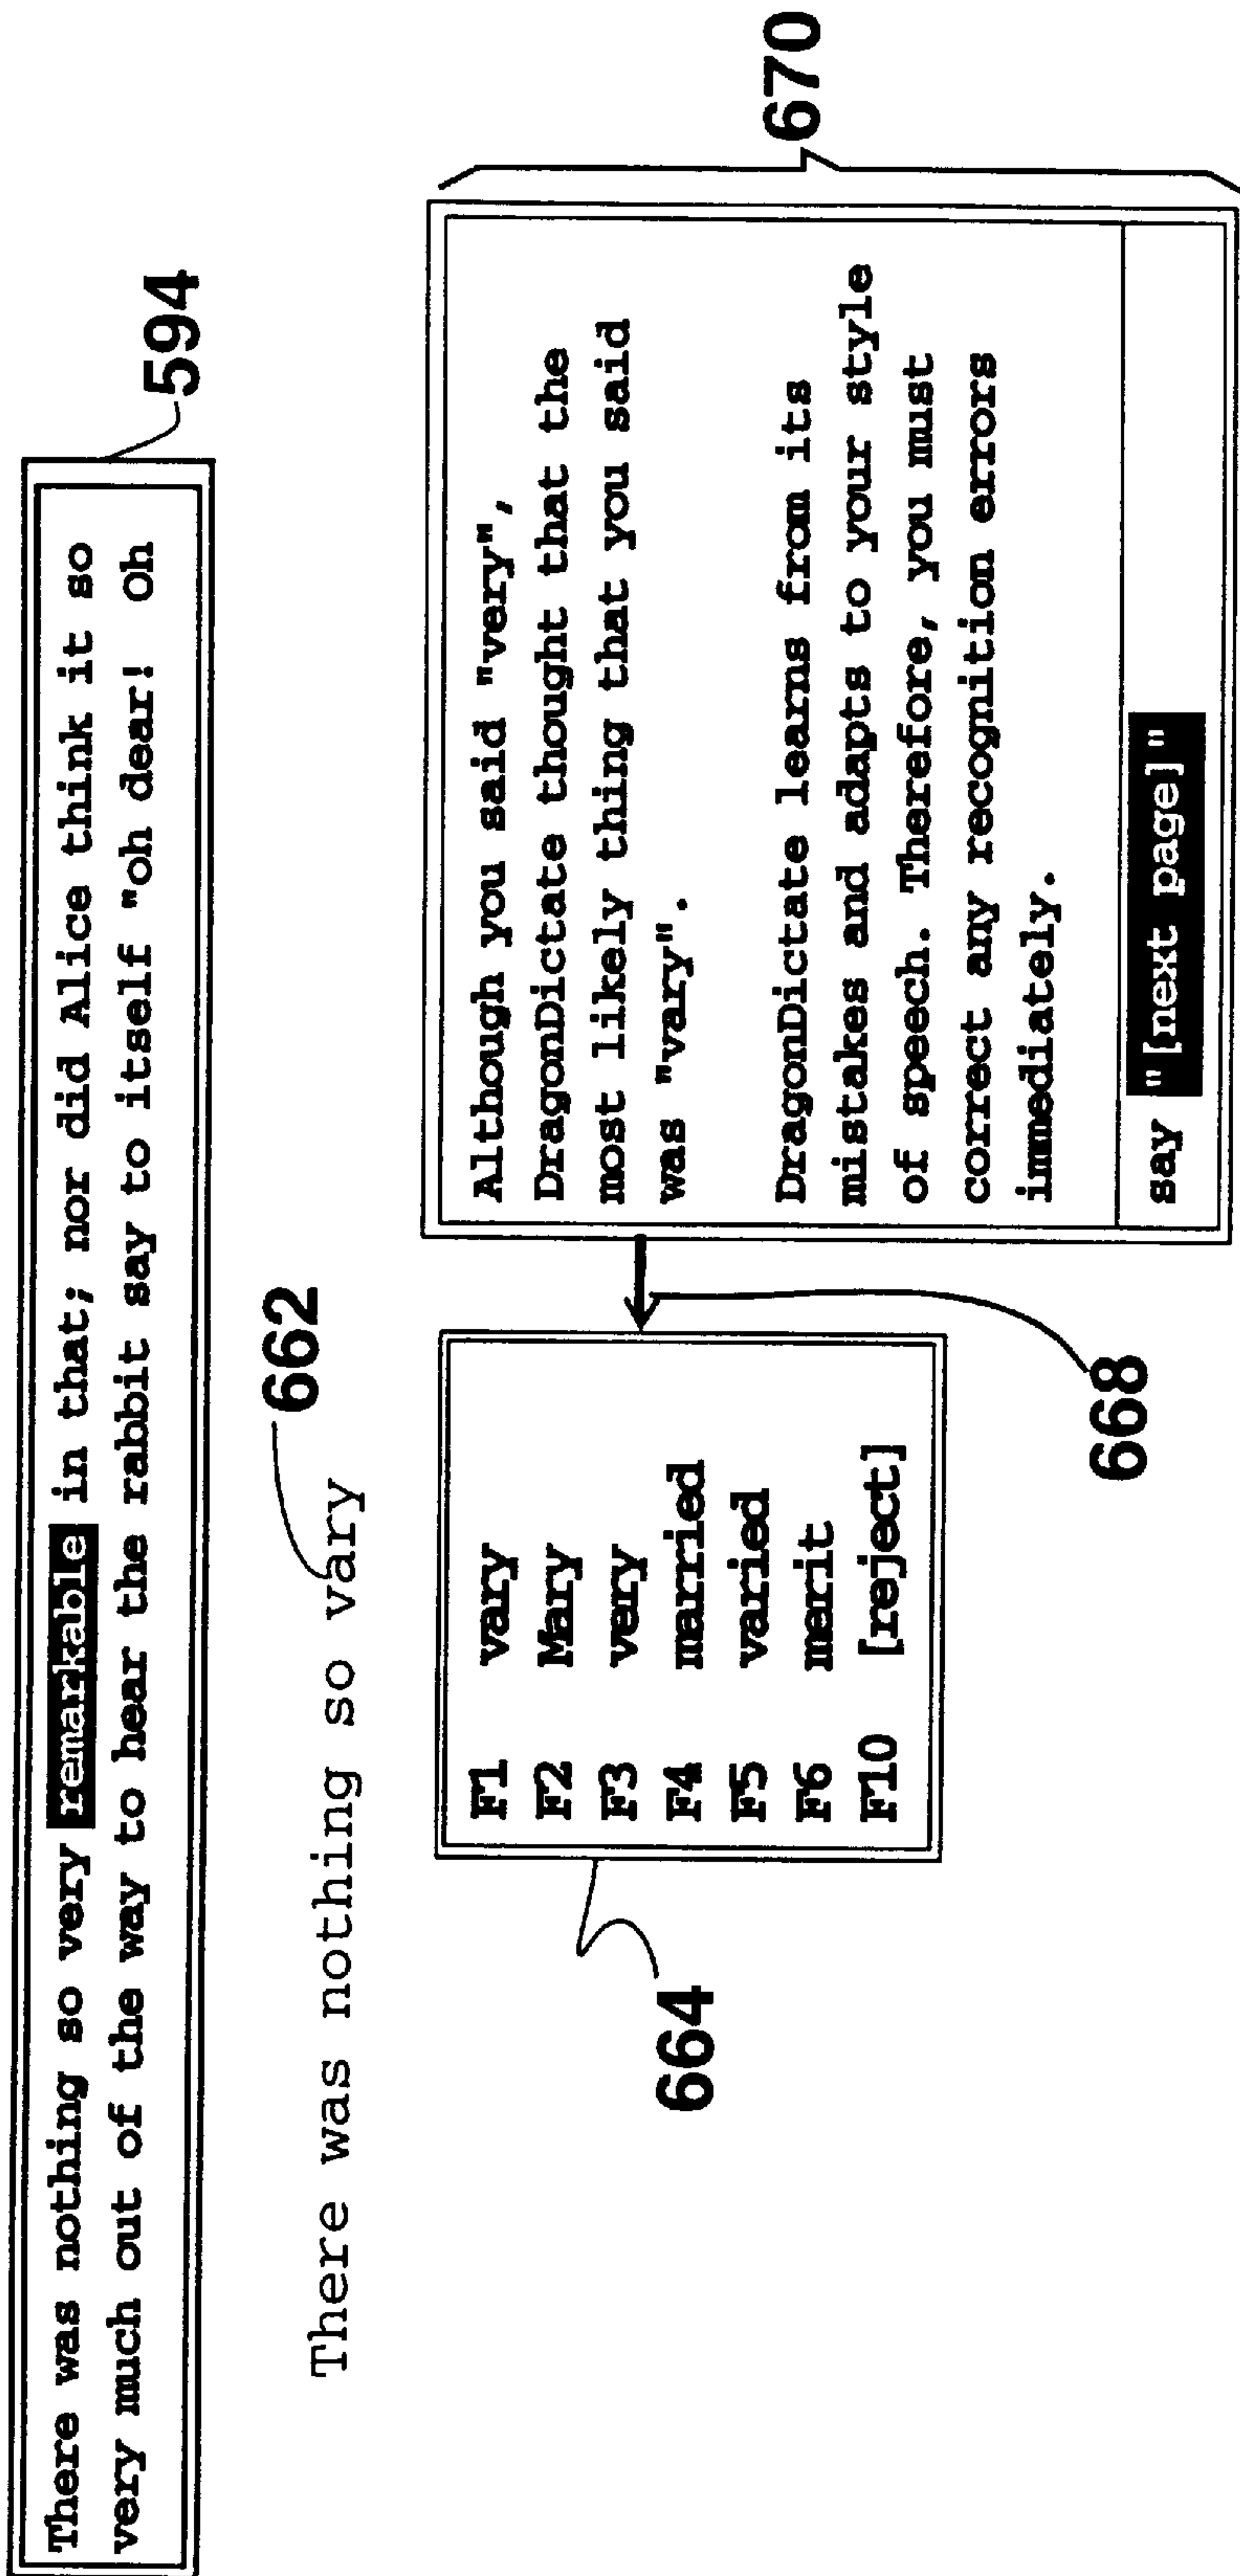 There was nothing so very remarkable in that; nor did Alice think it so
very much out of the way to hear the rabbit say to itself "oh dear!  Oh
594
662
There was nothing so vary
664
F1 vary
F2 Mary
F3 very
F4 married
F5 varied
F6 merit
F10 [reject]
668
Although you said "very",
DragonDictate thought that the
most likely thing that you said
was "vary".
DragonDictate learns from its
mistakes and adapts to your style
of speech. Therefore, you must
correct any recognition errors
immediately.
say "[next page]"
670